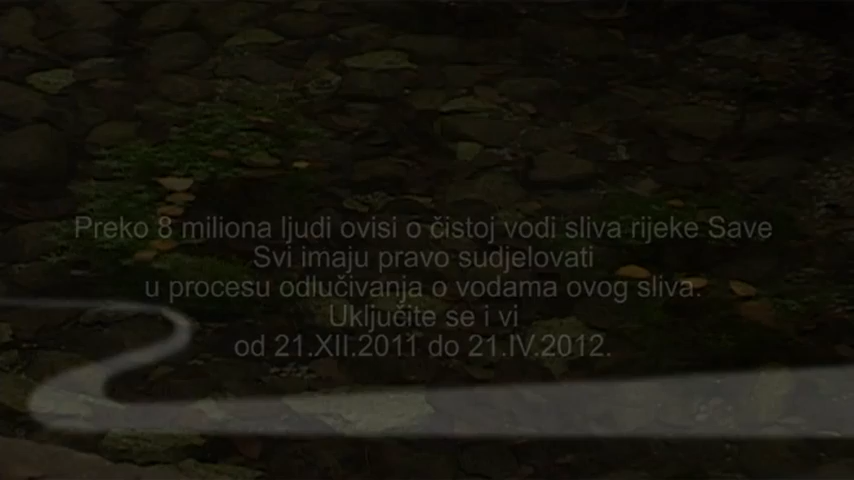 Preko 8 miliona ljudi ovisi o čistoj vodi sliva rijeke Save
Svi imaju pravo sudjelovati
u procesu odlučivanja o vodama ovog sliva.
Uključite se i vi
od 21.XII.2011 do 21.IV.2012.